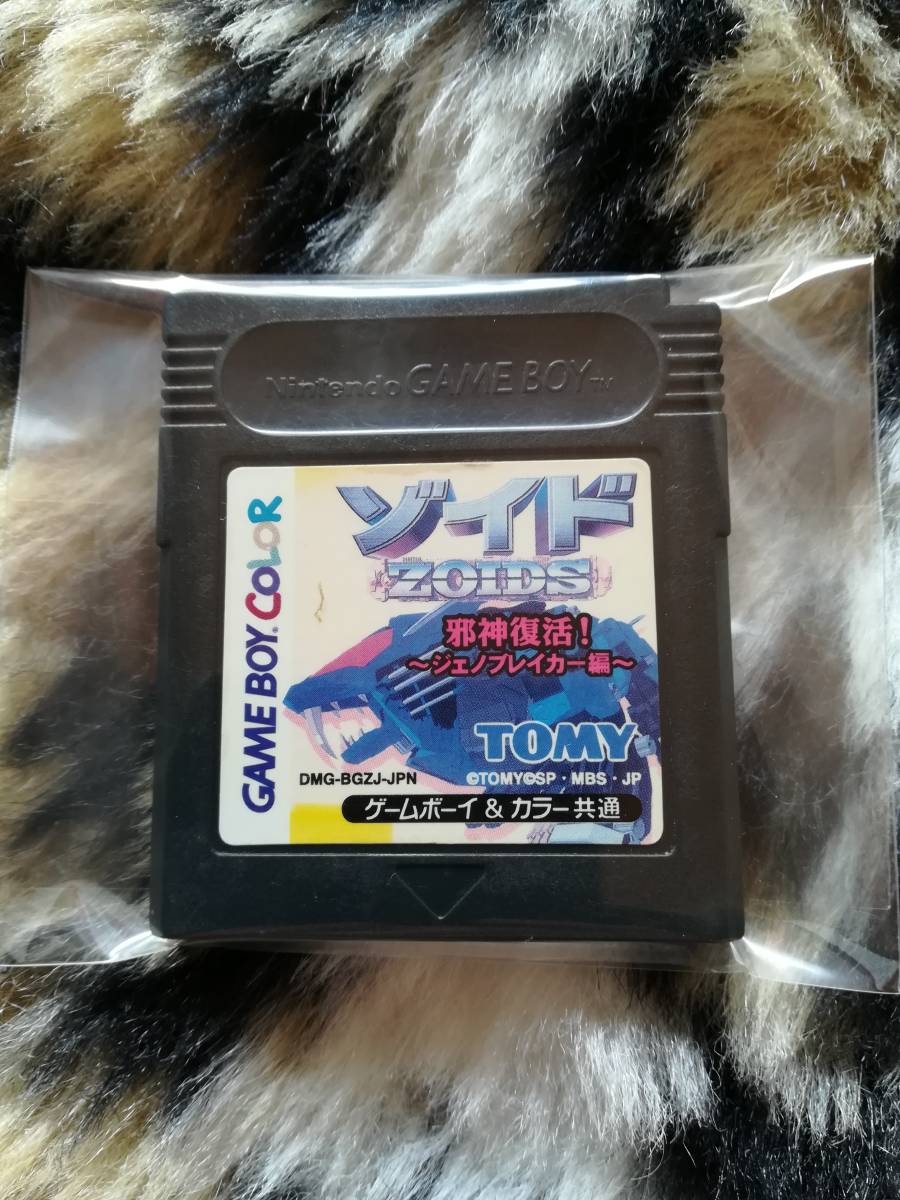 Nintendo GAME BOY™
GAME BOY COLOR
ゾイド
ZOIDS
邪神復活!
～ジェノブレイカー編～
TOMY
DMG-BGZJ-JPN
©TOMY©SP・MBS・JP
ゲームボーイ & カラー共通